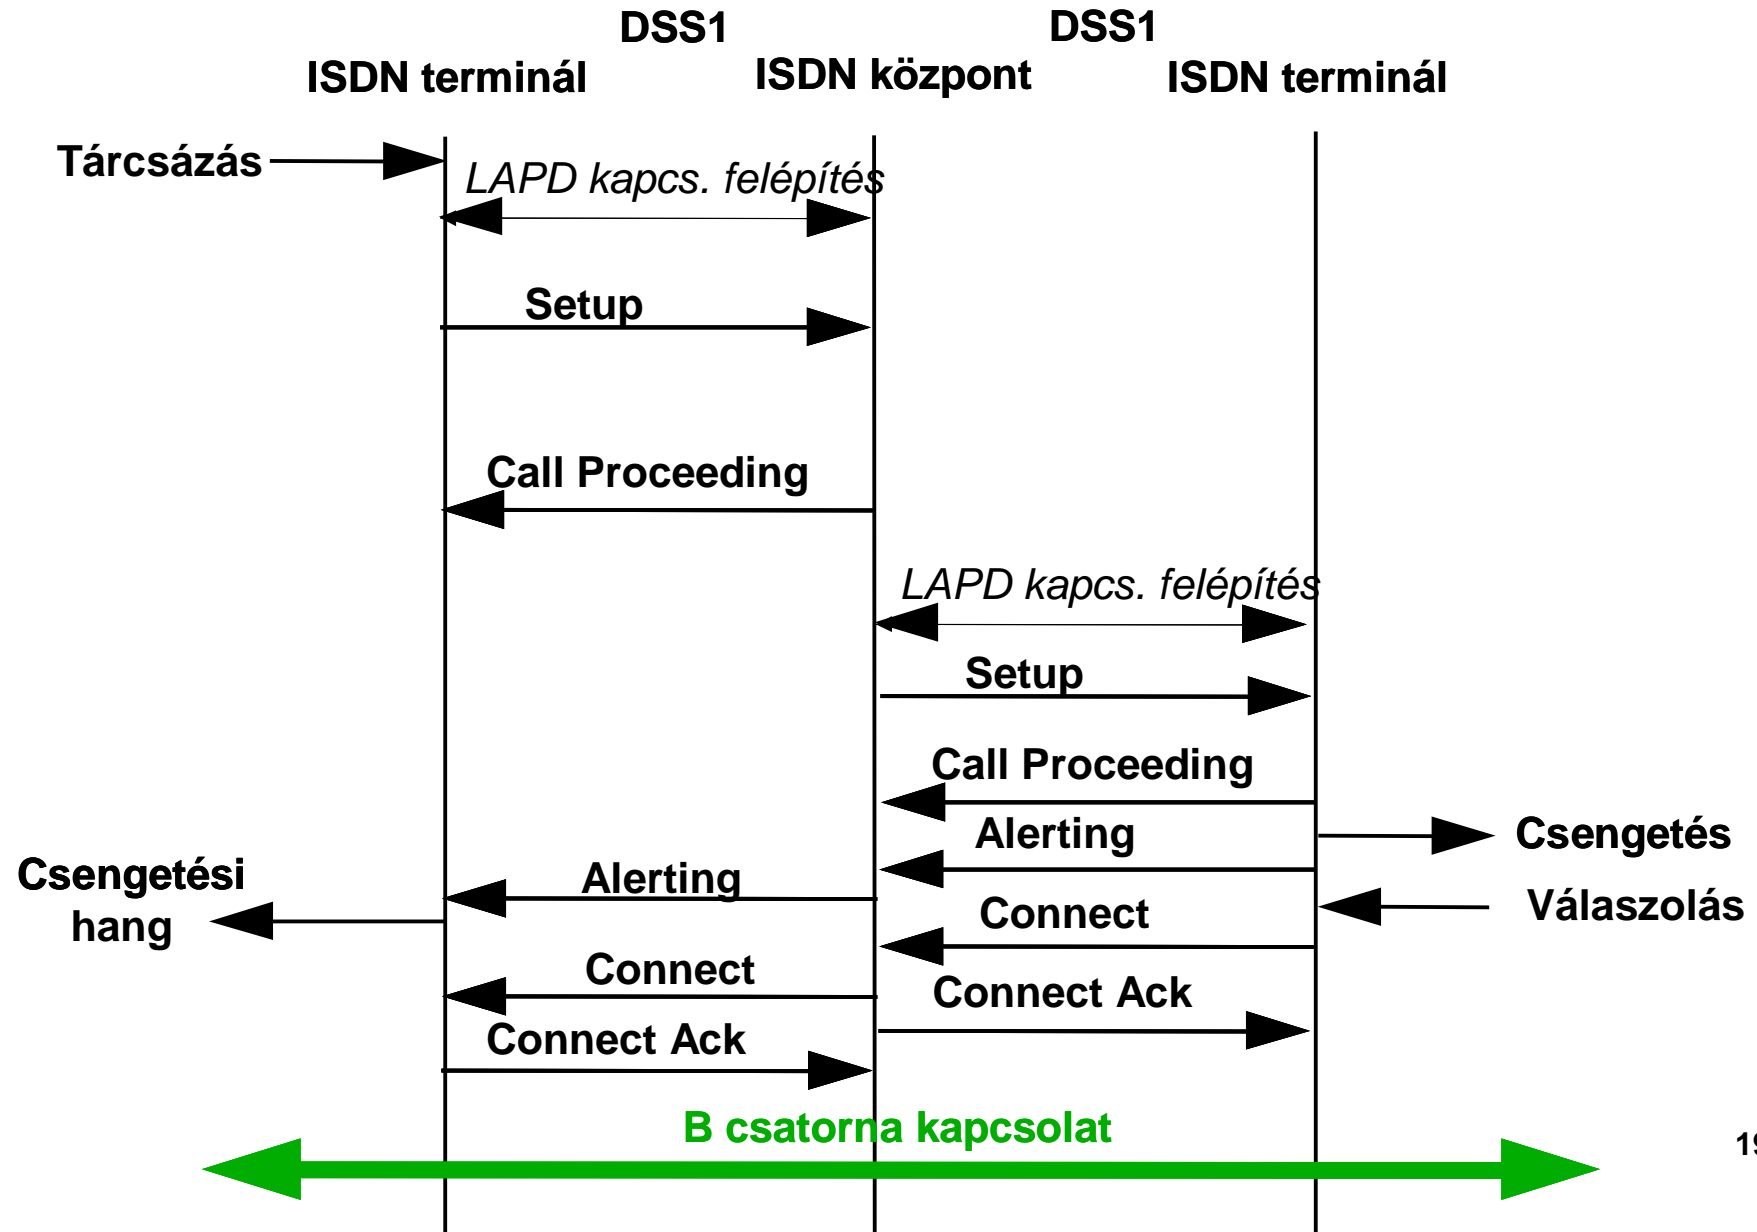 DSS1
DSS1
ISDN terminál
ISDN központ
ISDN terminál
Tárcsázás
LAPD kapcs. felépítés
Setup
Call Proceeding
LAPD kapcs. felépítés
Setup
Call Proceeding
Alerting
Csengetés
Csengetési
hang
Alerting
Connect
Válaszolás
Connect
Connect Ack
Connect Ack
B csatorna kapcsolat